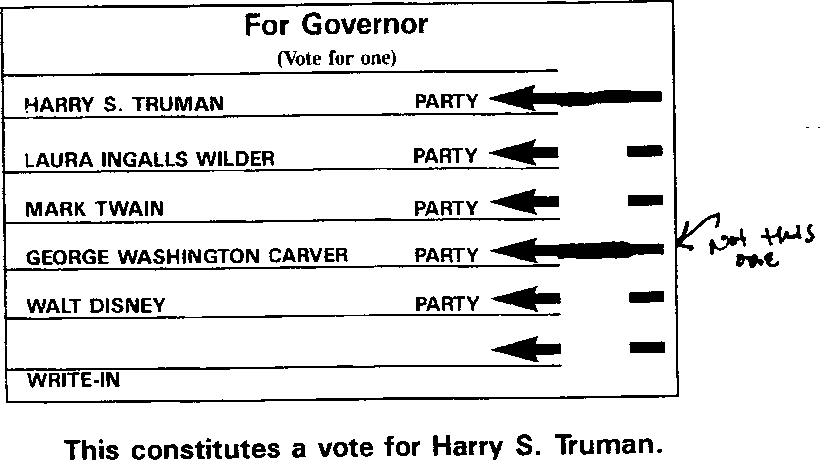 For Governor
(Vote for one)
HARRY S. TRUMAN PARTY
LAURA INGALLS WILDER PARTY
MARK TWAIN PARTY
GEORGE WASHINGTON CARVER PARTY
Not this
one
WALT DISNEY PARTY
WRITE-IN
This constitutes a vote for Harry S. Truman.